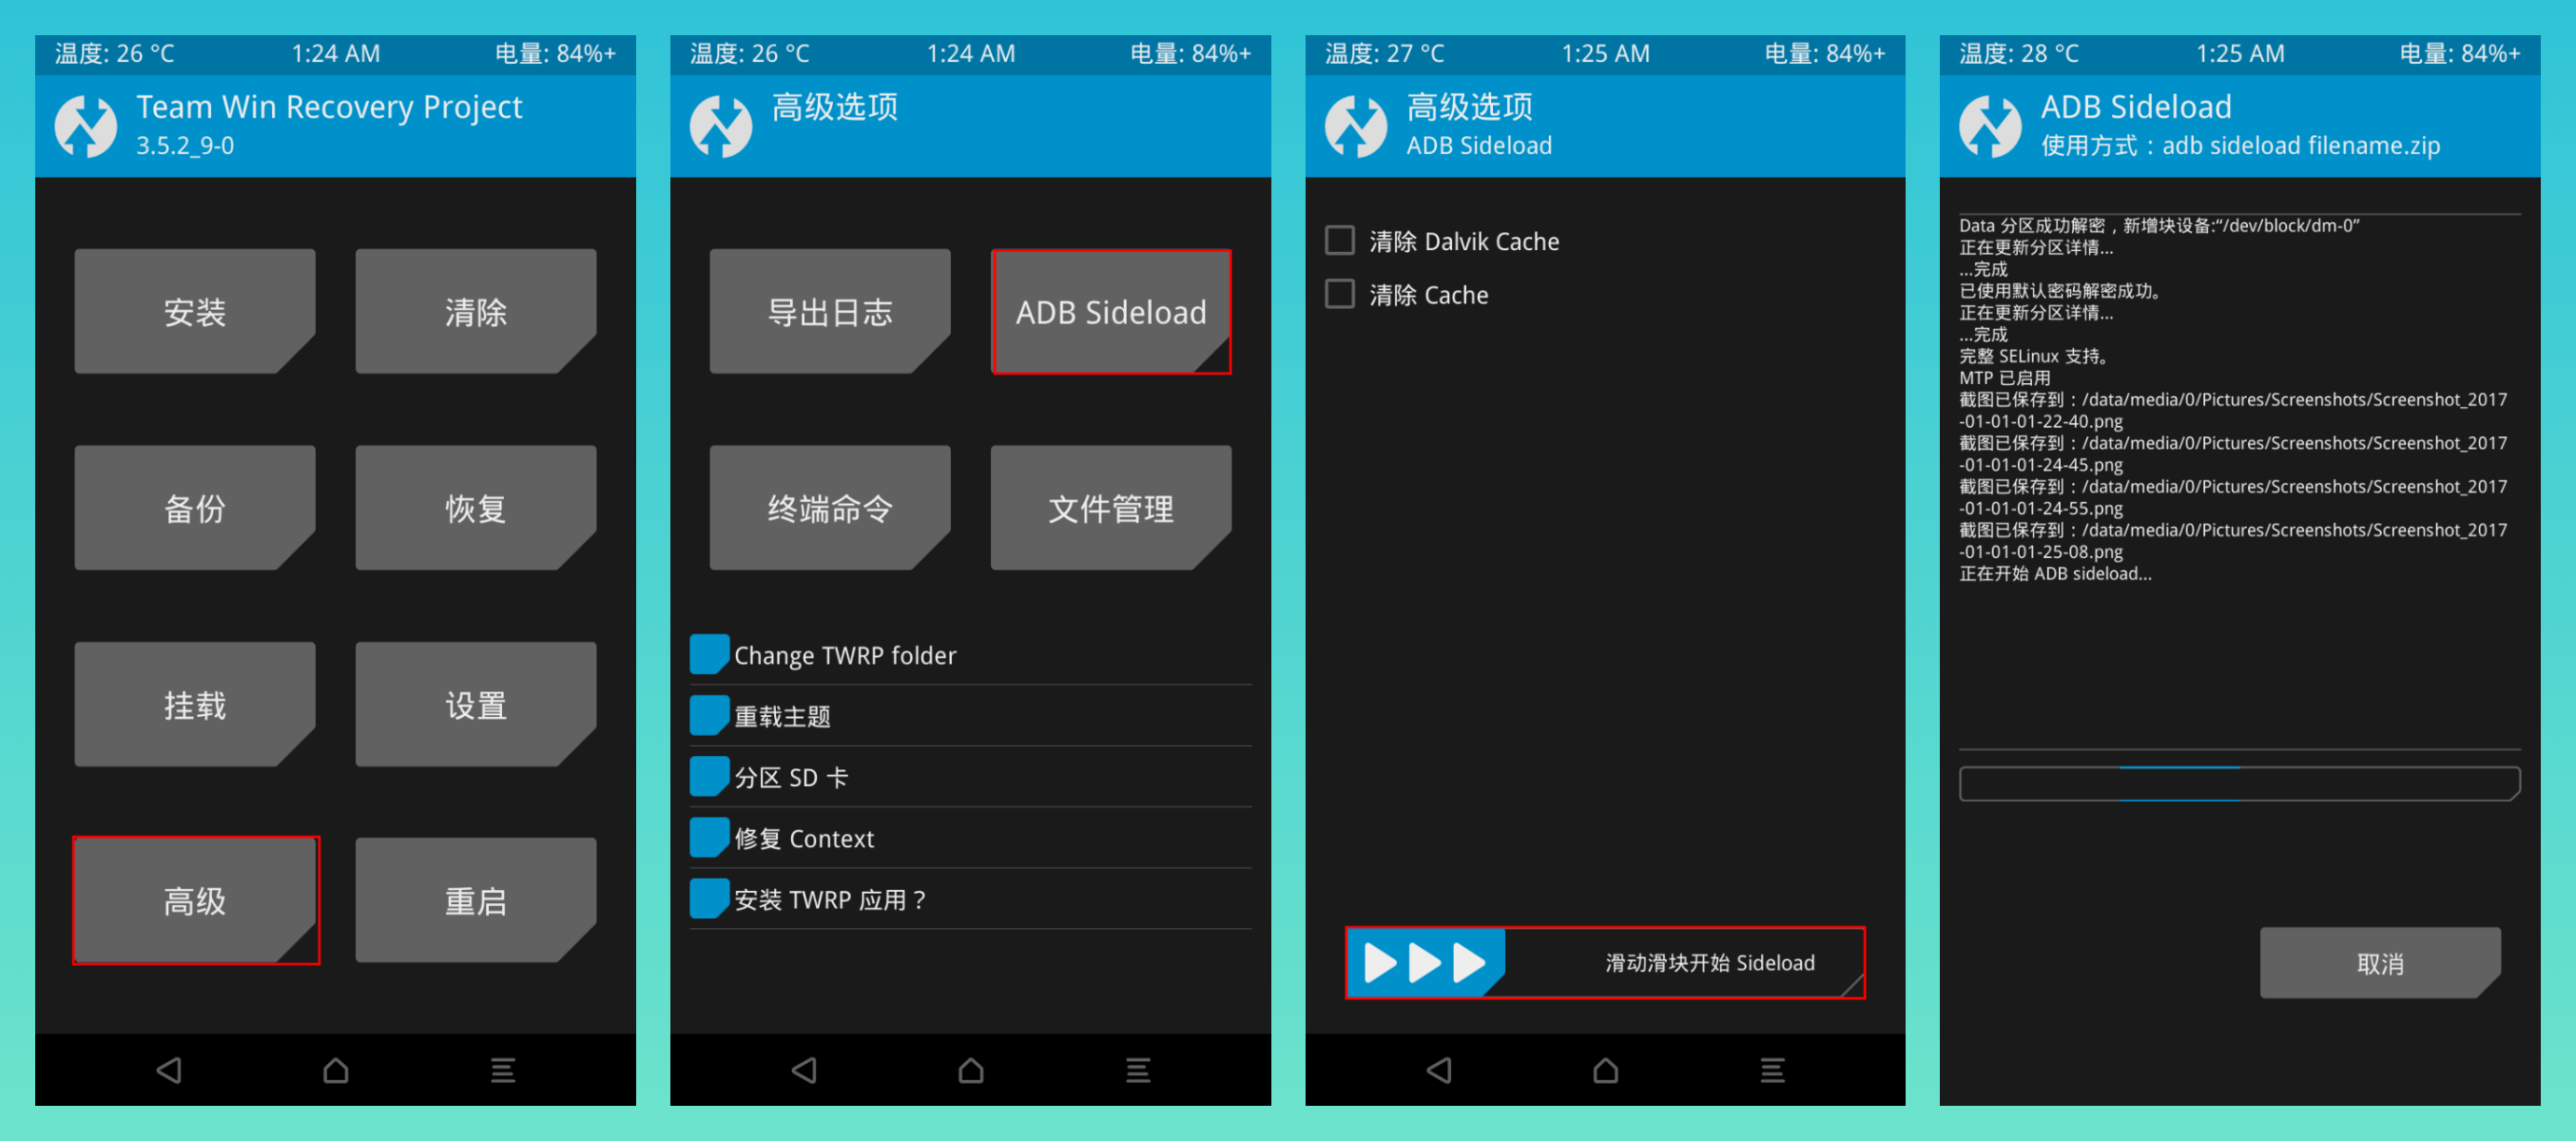 温度: 26 °C 1:24 AM 电量: 84%+
Team Win Recovery Project
3.5.2_9-0
安装 清除
备份 恢复
挂载 设置
高级 重启
温度: 26 °C 1:24 AM 电量: 84%+
高级选项
导出日志 ADB Sideload
终端命令 文件管理
Change TWRP folder
重载主题
分区 SD 卡
修复 Context
安装 TWRP 应用？
温度: 27 °C 1:25 AM 电量: 84%+
高级选项
ADB Sideload
清除 Dalvik Cache
清除 Cache
滑动滑块开始 Sideload
温度: 28 °C 1:25 AM 电量: 84%+
ADB Sideload
使用方式：adb sideload filename.zip
Data 分区成功解密，新增块设备:“/dev/block/dm-0”
正在更新分区详情...
...完成
已使用默认密码解密成功。
正在更新分区详情...
...完成
完整 SELinux 支持。
MTP 已启用
截图已保存到：/data/media/0/Pictures/Screenshots/Screenshot_2017
-01-01-01-22-40.png
截图已保存到：/data/media/0/Pictures/Screenshots/Screenshot_2017
-01-01-01-24-45.png
截图已保存到：/data/media/0/Pictures/Screenshots/Screenshot_2017
-01-01-01-24-55.png
截图已保存到：/data/media/0/Pictures/Screenshots/Screenshot_2017
-01-01-01-25-08.png
正在开始 ADB sideload...
取消